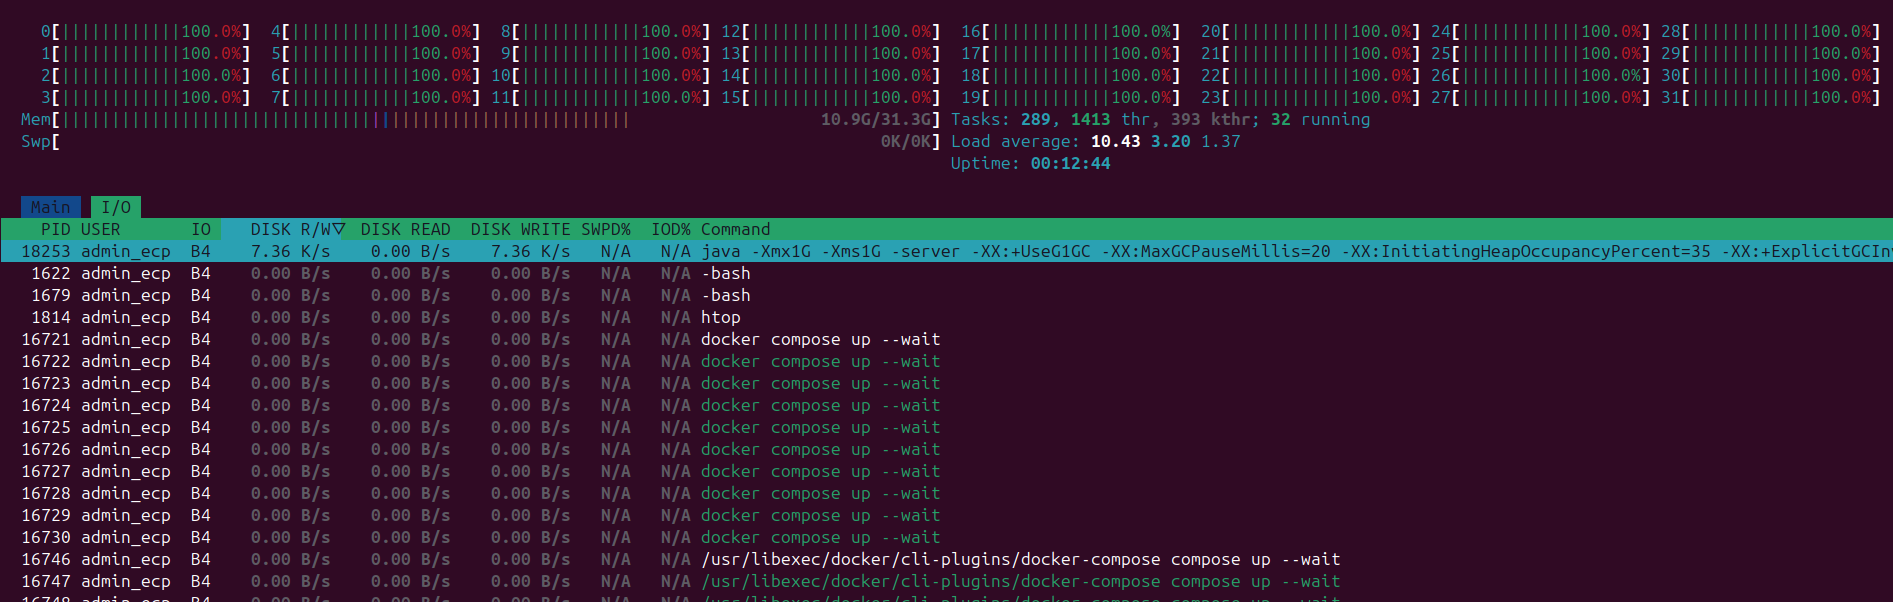 0[||||||||||||100.0%] 4[||||||||||||100.0%] 8[||||||||||||100.0%] 12[||||||||||||100.0%] 16[||||||||||||100.0%] 20[||||||||||||100.0%] 24[||||||||||||100.0%] 28[||||||||||||100.0%]
1[||||||||||||100.0%] 5[||||||||||||100.0%] 9[||||||||||||100.0%] 13[||||||||||||100.0%] 17[||||||||||||100.0%] 21[||||||||||||100.0%] 25[||||||||||||100.0%] 29[||||||||||||100.0%]
2[||||||||||||100.0%] 6[||||||||||||100.0%] 10[||||||||||||100.0%] 14[||||||||||||100.0%] 18[||||||||||||100.0%] 22[||||||||||||100.0%] 26[||||||||||||100.0%] 30[||||||||||||100.0%]
3[||||||||||||100.0%] 7[||||||||||||100.0%] 11[||||||||||||100.0%] 15[||||||||||||100.0%] 19[||||||||||||100.0%] 23[||||||||||||100.0%] 27[||||||||||||100.0%] 31[||||||||||||100.0%]
Mem[||||||||||||||||||||||||||||||||||||||||||||||||||||||||| 10.9G/31.3G] Tasks: 289, 1413 thr, 393 kthr; 32 running
Swp[ 0K/0K] Load average: 10.43 3.20 1.37
Uptime: 00:12:44
Main I/O
PID USER IO DISK R/W▽ DISK READ DISK WRITE SWPD% IOD% Command
18253 admin_ecp B4 7.36 K/s 0.00 B/s 7.36 K/s N/A N/A java -Xmx1G -Xms1G -server -XX:+UseG1GC -XX:MaxGCPauseMillis=20 -XX:InitiatingHeapOccupancyPercent=35 -XX:+ExplicitGCInv
1622 admin_ecp B4 0.00 B/s 0.00 B/s 0.00 B/s N/A N/A -bash
1679 admin_ecp B4 0.00 B/s 0.00 B/s 0.00 B/s N/A N/A -bash
1814 admin_ecp B4 0.00 B/s 0.00 B/s 0.00 B/s N/A N/A htop
16721 admin_ecp B4 0.00 B/s 0.00 B/s 0.00 B/s N/A N/A docker compose up --wait
16722 admin_ecp B4 0.00 B/s 0.00 B/s 0.00 B/s N/A N/A docker compose up --wait
16723 admin_ecp B4 0.00 B/s 0.00 B/s 0.00 B/s N/A N/A docker compose up --wait
16724 admin_ecp B4 0.00 B/s 0.00 B/s 0.00 B/s N/A N/A docker compose up --wait
16725 admin_ecp B4 0.00 B/s 0.00 B/s 0.00 B/s N/A N/A docker compose up --wait
16726 admin_ecp B4 0.00 B/s 0.00 B/s 0.00 B/s N/A N/A docker compose up --wait
16727 admin_ecp B4 0.00 B/s 0.00 B/s 0.00 B/s N/A N/A docker compose up --wait
16728 admin_ecp B4 0.00 B/s 0.00 B/s 0.00 B/s N/A N/A docker compose up --wait
16729 admin_ecp B4 0.00 B/s 0.00 B/s 0.00 B/s N/A N/A docker compose up --wait
16730 admin_ecp B4 0.00 B/s 0.00 B/s 0.00 B/s N/A N/A docker compose up --wait
16746 admin_ecp B4 0.00 B/s 0.00 B/s 0.00 B/s N/A N/A /usr/libexec/docker/cli-plugins/docker-compose compose up --wait
16747 admin_ecp B4 0.00 B/s 0.00 B/s 0.00 B/s N/A N/A /usr/libexec/docker/cli-plugins/docker-compose compose up --wait